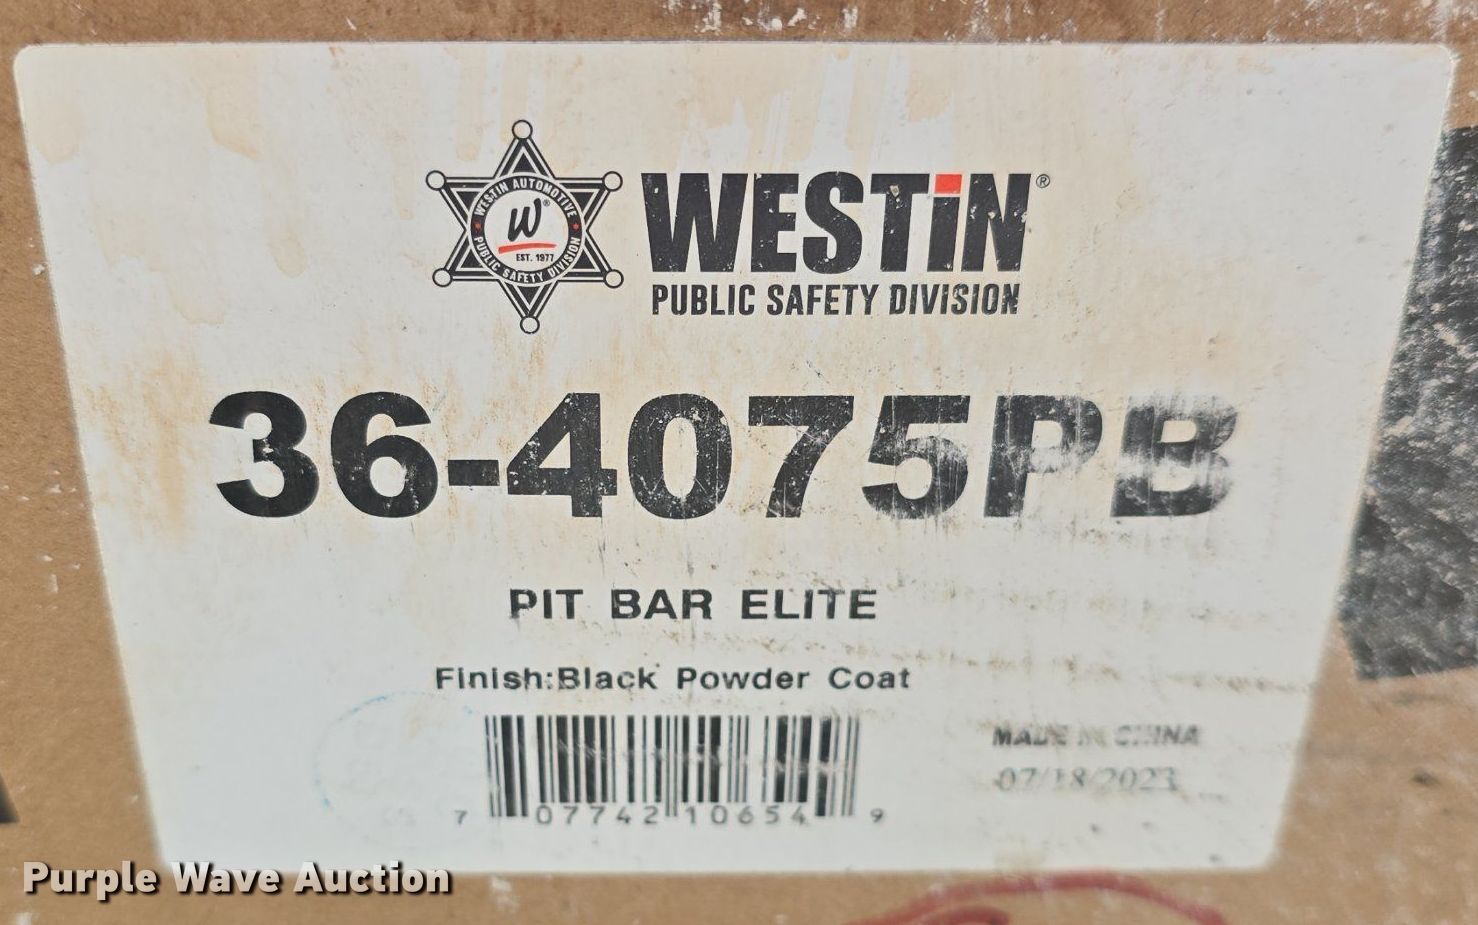 WESTIN AUTOMOTIVE
W®
EST. 1977
PUBLIC SAFETY DIVISION
WESTiN®
PUBLIC SAFETY DIVISION
36-4075PB
PIT BAR ELITE
Finish:Black Powder Coat
MADE IN CHINA
07/18/2023
7 07742 10654 9
Purple Wave Auction